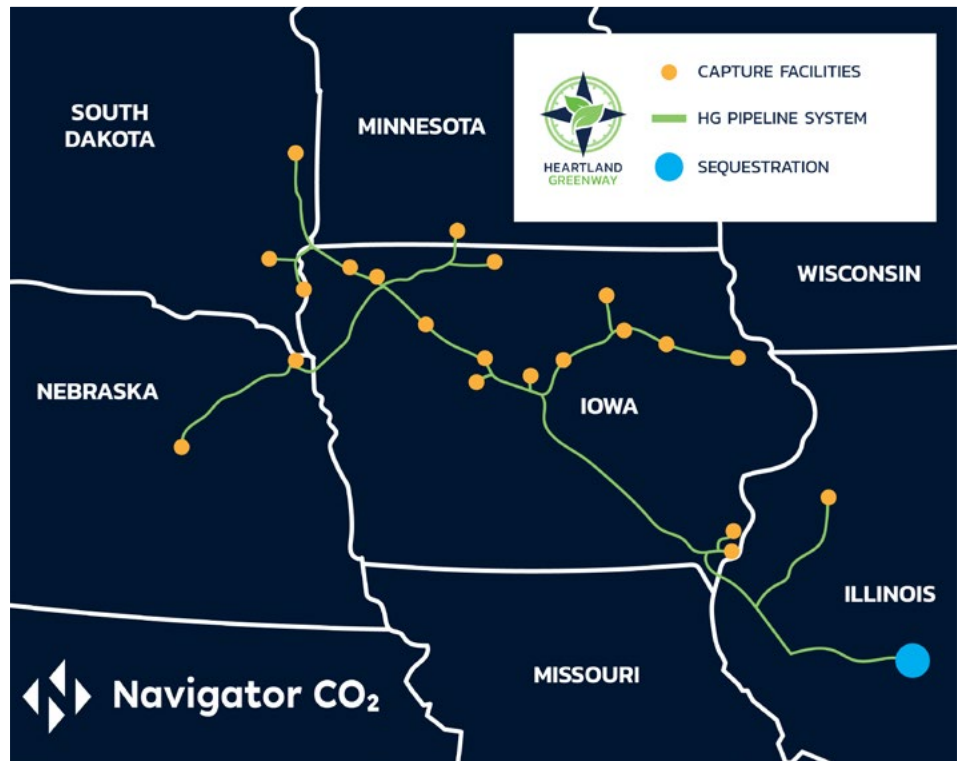 SOUTH
DAKOTA
MINNESOTA
HEARTLAND
GREENWAY
CAPTURE FACILITIES
HG PIPELINE SYSTEM
SEQUESTRATION
WISCONSIN
NEBRASKA
IOWA
ILLINOIS
MISSOURI
Navigator CO₂